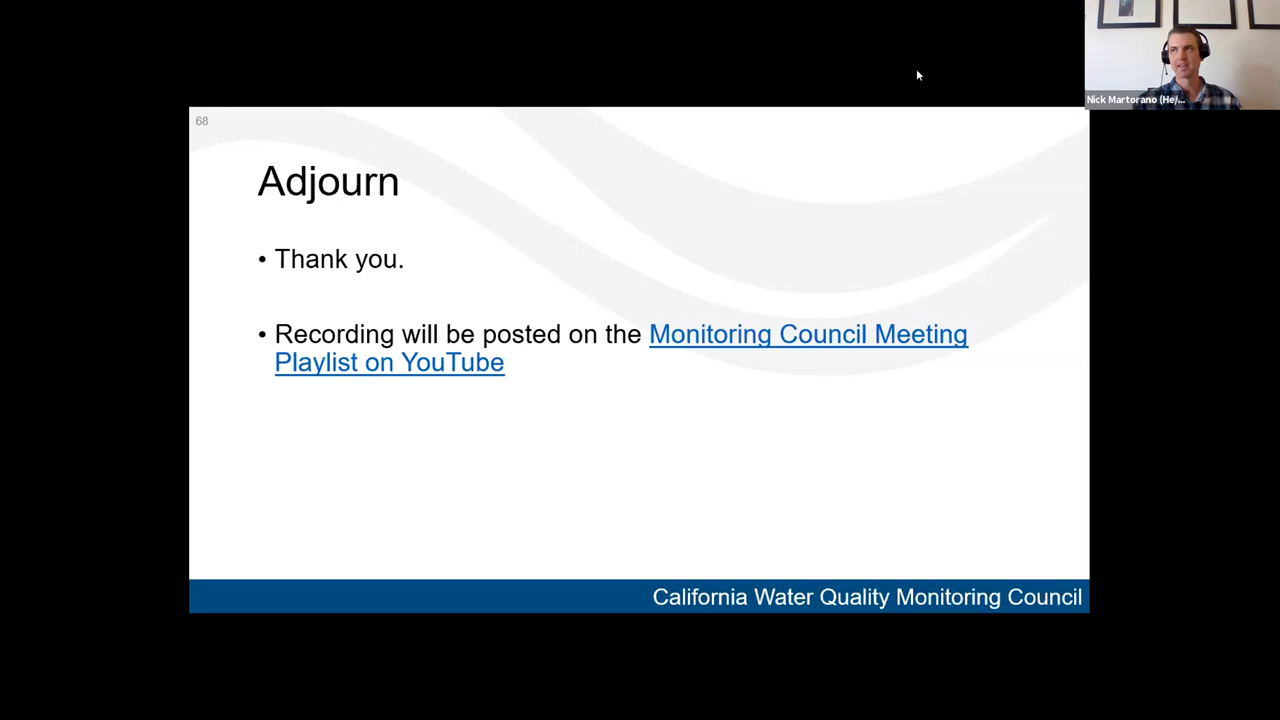 Nick Martorano (He/...
68
Adjourn
• Thank you.
• Recording will be posted on the Monitoring Council Meeting
Playlist on YouTube
California Water Quality Monitoring Council